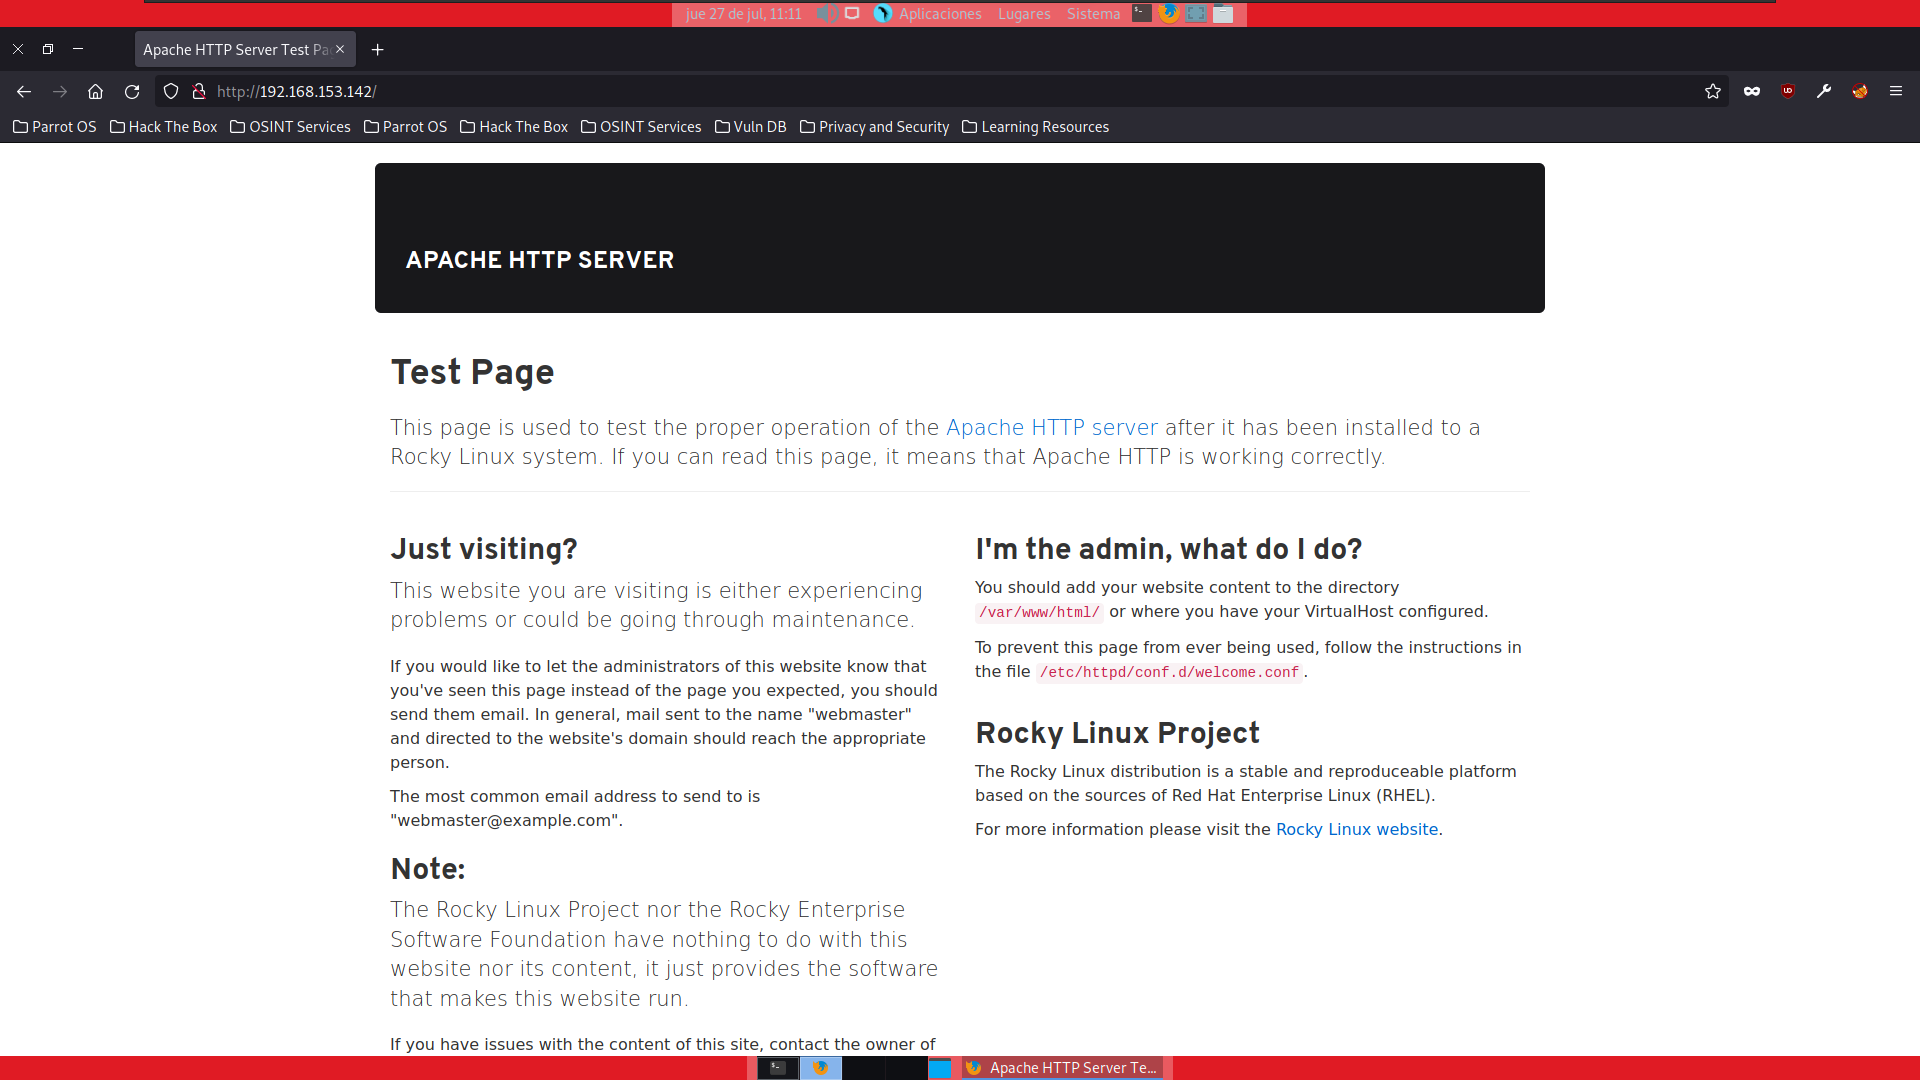 jue 27 de jul, 11:11 Aplicaciones Lugares Sistema
Apache HTTP Server Test Pa
http://192.168.153.142/
Parrot OS Hack The Box OSINT Services Parrot OS Hack The Box OSINT Services Vuln DB Privacy and Security Learning Resources
APACHE HTTP SERVER
Test Page
This page is used to test the proper operation of the Apache HTTP server after it has been installed to a
Rocky Linux system. If you can read this page, it means that Apache HTTP is working correctly.
Just visiting?
This website you are visiting is either experiencing
problems or could be going through maintenance.
If you would like to let the administrators of this website know that
you've seen this page instead of the page you expected, you should
send them email. In general, mail sent to the name "webmaster"
and directed to the website's domain should reach the appropriate
person.
The most common email address to send to is
"webmaster@example.com".
Note:
The Rocky Linux Project nor the Rocky Enterprise
Software Foundation have nothing to do with this
website nor its content, it just provides the software
that makes this website run.
If you have issues with the content of this site, contact the owner of
I'm the admin, what do I do?
You should add your website content to the directory
/var/www/html/ or where you have your VirtualHost configured.
To prevent this page from ever being used, follow the instructions in
the file /etc/httpd/conf.d/welcome.conf.
Rocky Linux Project
The Rocky Linux distribution is a stable and reproduceable platform
based on the sources of Red Hat Enterprise Linux (RHEL).
For more information please visit the Rocky Linux website.
Apache HTTP Server Te...